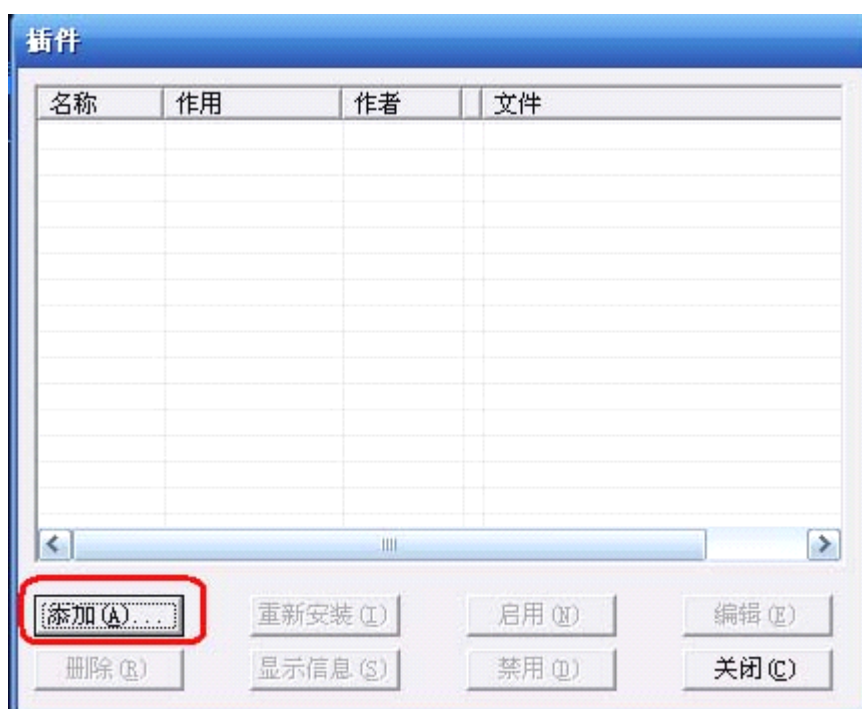 插件
名称 作用 作者 文件
添加(A)... 重新安装(I) 启用(N) 编辑(E)
删除(R) 显示信息(S) 禁用(D) 关闭(C)